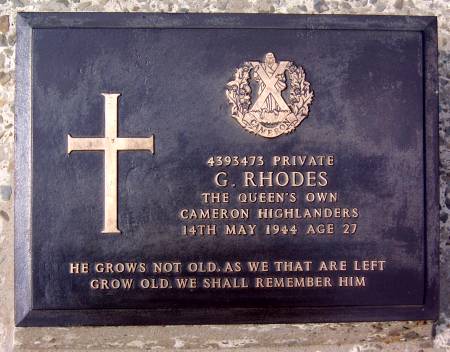 CAMERON
4393473 PRIVATE
G. RHODES
THE QUEEN'S OWN
CAMERON HIGHLANDERS
14TH MAY 1944 AGE 27
HE GROWS NOT OLD. AS WE THAT ARE LEFT
GROW OLD. WE SHALL REMEMBER HIM